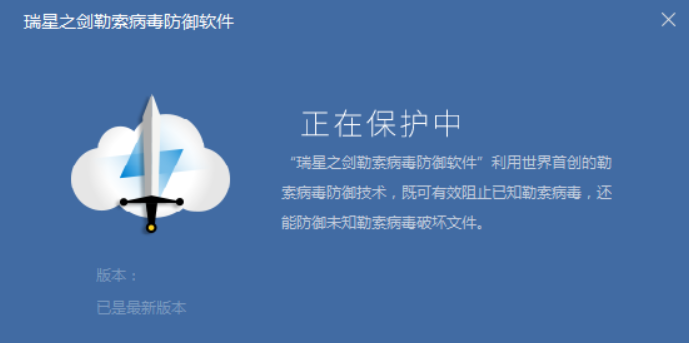 瑞星之剑勒索病毒防御软件
正在保护中
“瑞星之剑勒索病毒防御软件”利用世界首创的勒
索病毒防御技术，既可有效阻止已知勒索病毒，还
能防御未知勒索病毒破坏文件。
版本：
已是最新版本